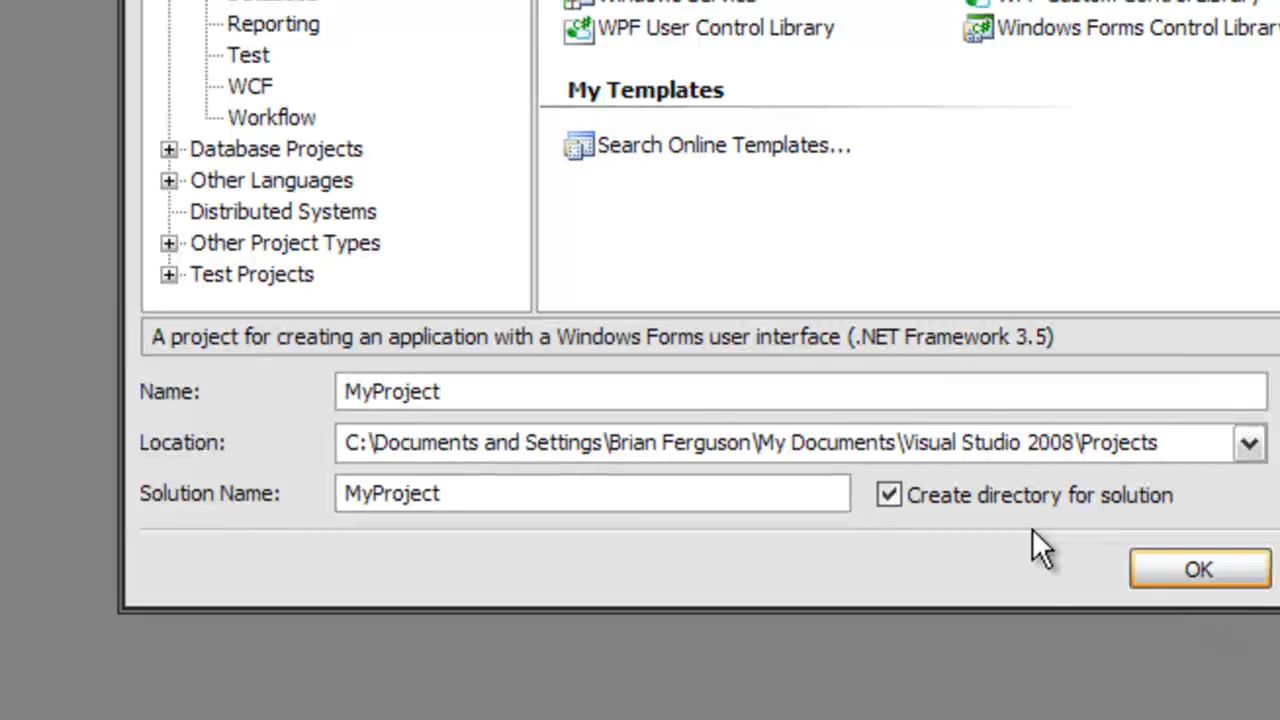 Reporting
Test
WCF
Workflow
Database Projects
Other Languages
Distributed Systems
Other Project Types
Test Projects
WPF User Control Library
Windows Forms Control Librar
My Templates
Search Online Templates...
A project for creating an application with a Windows Forms user interface (.NET Framework 3.5)
Name: MyProject
Location: C:\Documents and Settings\Brian Ferguson\My Documents\Visual Studio 2008\Projects
Solution Name: MyProject Create directory for solution
OK